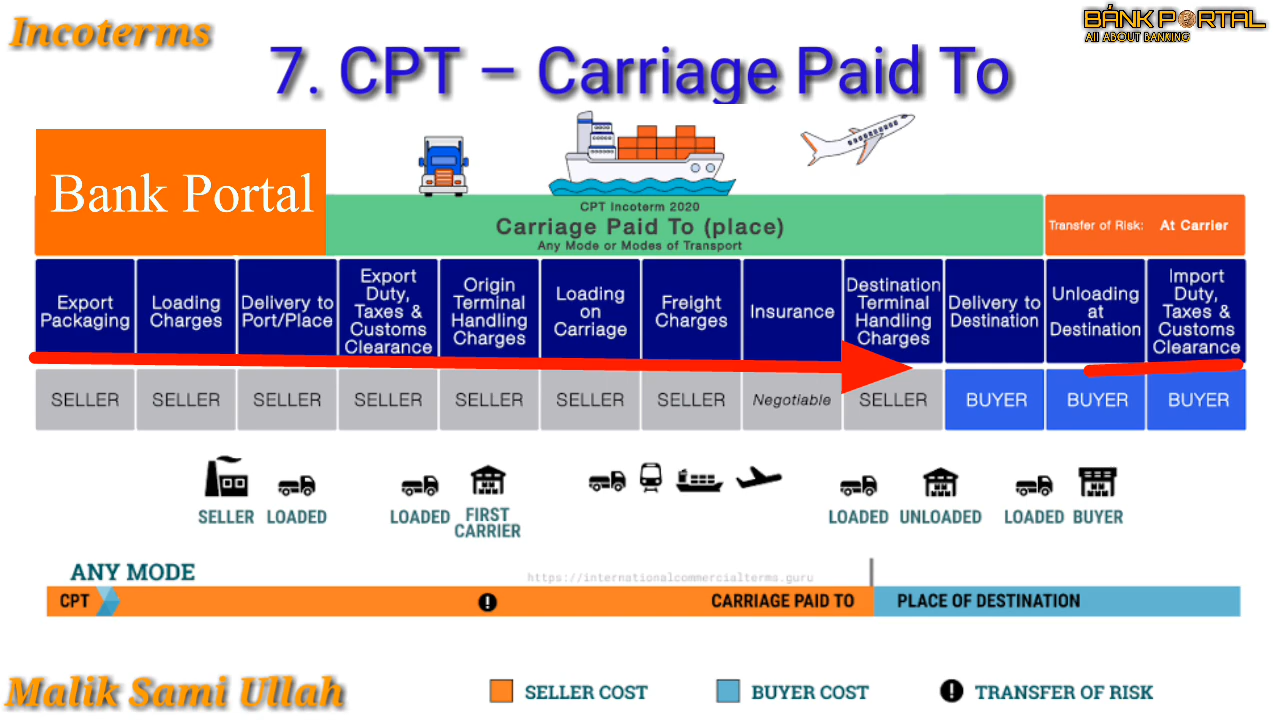 Incoterms
BÁNK PORTAL
All ABOUT BANKING
7. CPT – Carriage Paid To
Bank Portal
CPT Incoterm 2020
Carriage Paid To (place)
Any Mode or Modes of Transport
Transfer of Risk: At Carrier
Export Packaging
Loading Charges
Delivery to Port/Place
Export Duty, Taxes & Customs Clearance
Origin Terminal Handling Charges
Loading on Carriage
Freight Charges
Insurance
Destination Terminal Handling Charges
Delivery to Destination
Unloading at Destination
Import Duty, Taxes & Customs Clearance
SELLER SELLER SELLER SELLER SELLER SELLER SELLER Negotiable SELLER BUYER BUYER BUYER
SELLER LOADED LOADED FIRST CARRIER LOADED UNLOADED LOADED BUYER
ANY MODE
https://internationalcommercialterms.guru
CPT CARRIAGE PAID TO PLACE OF DESTINATION
Malik Sami Ullah
SELLER COST BUYER COST TRANSFER OF RISK